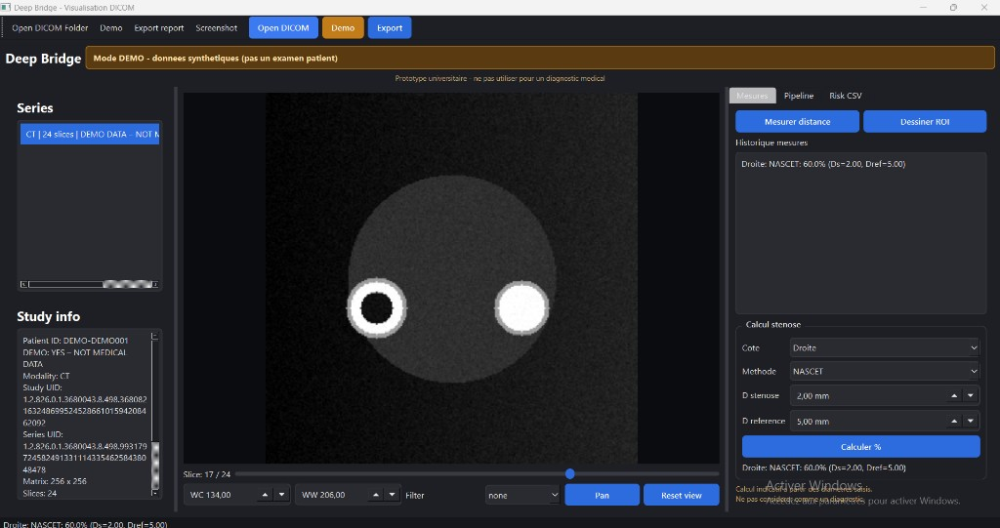 Deep Bridge - Visualisation DICOM
Open DICOM Folder Demo Export report Screenshot Open DICOM Demo Export
Deep Bridge Mode DEMO - donnees synthetiques (pas un examen patient)
Prototype universitaire - ne pas utiliser pour un diagnostic medical
Series
CT | 24 slices | DEMO DATA – NOT M
Study info
Patient ID: DEMO-DEMO001
DEMO: YES – NOT MEDICAL
DATA
Modality: CT
Study UID:
1.2.826.0.1.3680043.8.498.368082
163248699524528661015942084
62092
Series UID:
1.2.826.0.1.3680043.8.498.993179
724582491331114335462584380
48478
Matrix: 256 x 256
Slices: 24
Slice: 17 / 24
WC 134,00 WW 206,00 Filter none Pan Reset view
Mesures Pipeline Risk CSV
Mesurer distance Dessiner ROI
Historique mesures
Droite: NASCET: 60.0% (Ds=2.00, Dref=5.00)
Calcul stenose
Cote Droite
Methode NASCET
D stenose 2,00 mm
D reference 5,00 mm
Calculer %
Droite: NASCET: 60.0% (Ds=2.00, Dref=5.00)
Activer Windows
Calcul indicatif a partir des diametres saisis.
Ne pas considerer comme un diagnostic.
pour activer Windows.
Droite: NASCET: 60.0% (Ds=2.00, Dref=5.00)